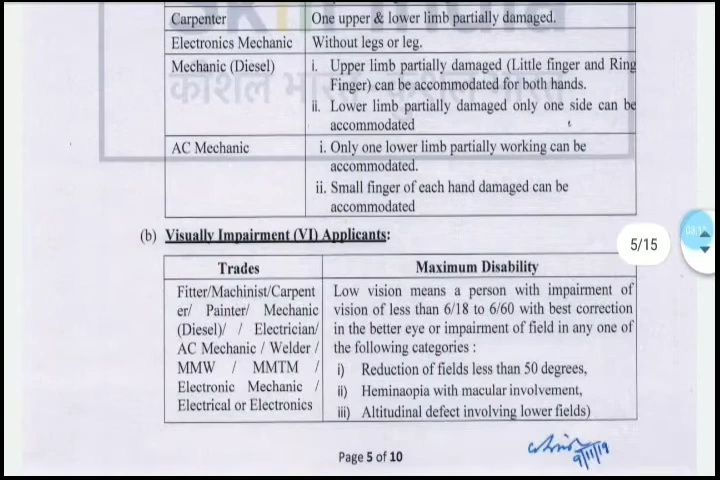 Carpenter One upper & lower limb partially damaged.
Electronics Mechanic Without legs or leg.
Mechanic (Diesel) i. Upper limb partially damaged (Little finger and Ring
Finger) can be accommodated for both hands.
ii. Lower limb partially damaged only one side can be
accommodated
AC Mechanic i. Only one lower limb partially working can be
accommodated.
ii. Small finger of each hand damaged can be
accommodated
(b) Visually Impairment (VI) Applicants:
5/15
Trades Maximum Disability
Fitter/Machinist/Carpent Low vision means a person with impairment of
er/ Painter/ Mechanic vision of less than 6/18 to 6/60 with best correction
(Diesel)/ / Electrician/ in the better eye or impairment of field in any one of
AC Mechanic / Welder / the following categories :
MMW / MMTM / i) Reduction of fields less than 50 degrees,
Electronic Mechanic / ii) Heminaopia with macular involvement,
Electrical or Electronics iii) Altitudinal defect involving lower fields)
Page 5 of 10
9/11/19